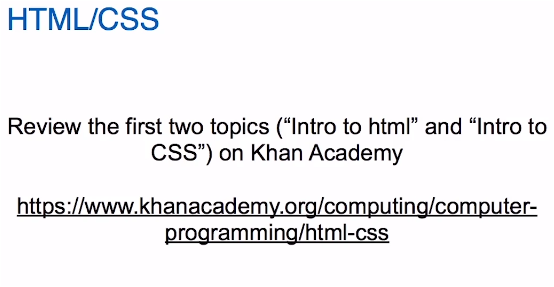 HTML/CSS
Review the first two topics (“Intro to html” and “Intro to
CSS”) on Khan Academy
https://www.khanacademy.org/computing/computer-
programming/html-css